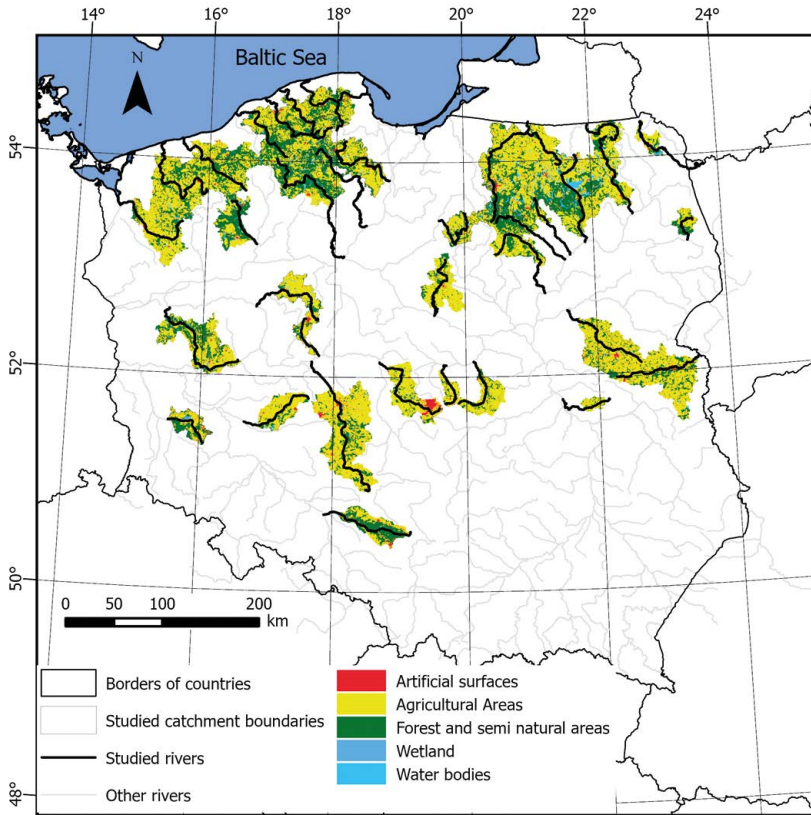 14° 16° 18° 20° 22° 24°
Baltic Sea
N
54°
52°
50°
0 50 100 200
km
48°
Borders of countries
Studied catchment boundaries
Studied rivers
Other rivers
Artificial surfaces
Agricultural Areas
Forest and semi natural areas
Wetland
Water bodies